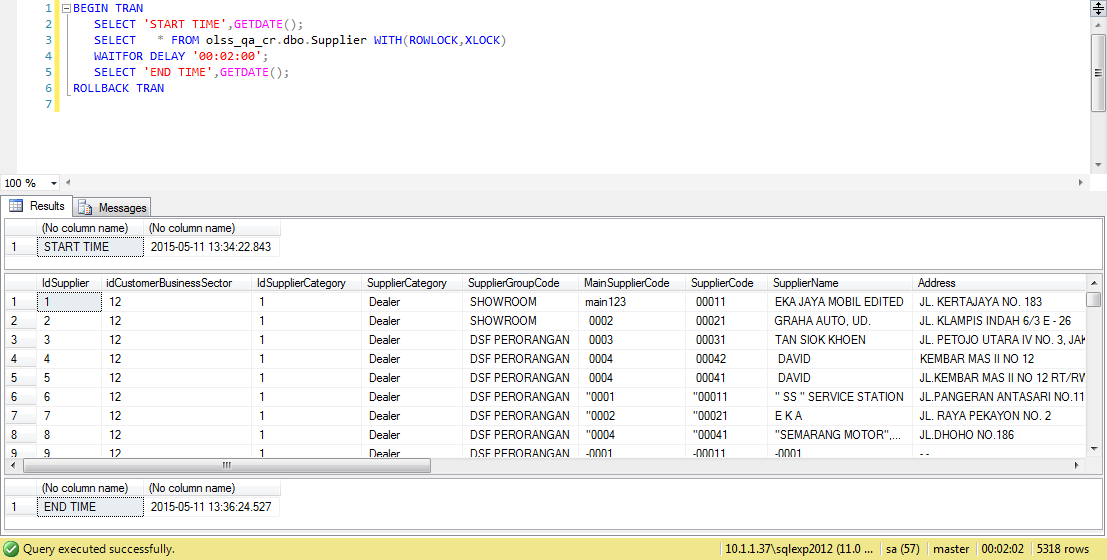 1 BEGIN TRAN
2 SELECT 'START TIME',GETDATE();
3 SELECT * FROM olss_qa_cr.dbo.Supplier WITH(ROWLOCK,XLOCK)
4 WAITFOR DELAY '00:02:00';
5 SELECT 'END TIME',GETDATE();
6 ROLLBACK TRAN
7
100 %
Results Messages
(No column name) (No column name)
1 START TIME 2015-05-11 13:34:22.843
IdSupplier idCustomerBusinessSector IdSupplierCategory SupplierCategory SupplierGroupCode MainSupplierCode SupplierCode SupplierName Address
1 1 12 1 Dealer SHOWROOM main123 00011 EKA JAYA MOBIL EDITED JL. KERTAJAYA NO. 183
2 2 12 1 Dealer SHOWROOM 0002 00021 GRAHA AUTO, UD. JL. KLAMPIS INDAH 6/3 E - 26
3 3 12 1 Dealer DSF PERORANGAN 0003 00031 TAN SIOK KHOEN JL. PETOJO UTARA IV NO. 3, JAK
4 4 12 1 Dealer DSF PERORANGAN 0004 00042 DAVID KEMBAR MAS II NO 12
5 5 12 1 Dealer DSF PERORANGAN 0004 00041 DAVID JL.KEMBAR MAS II NO 12 RT/RW
6 6 12 1 Dealer DSF PERORANGAN "0001 "00011 " SS " SERVICE STATION JL.PANGERAN ANTASARI NO.11
7 7 12 1 Dealer DSF PERORANGAN "0002 "00021 E K A JL. RAYA PEKAYON NO. 2
8 8 12 1 Dealer DSF PERORANGAN "0004 "00041 "SEMARANG MOTOR",... JL.DHOHO NO.186
9 9 12 1 Dealer DSF PERORANGAN -0001 -00011 -0001 - -
(No column name) (No column name)
1 END TIME 2015-05-11 13:36:24.527
Query executed successfully. 10.1.1.37\sqlexp2012 (11.0 ... sa (57) master 00:02:02 5318 rows